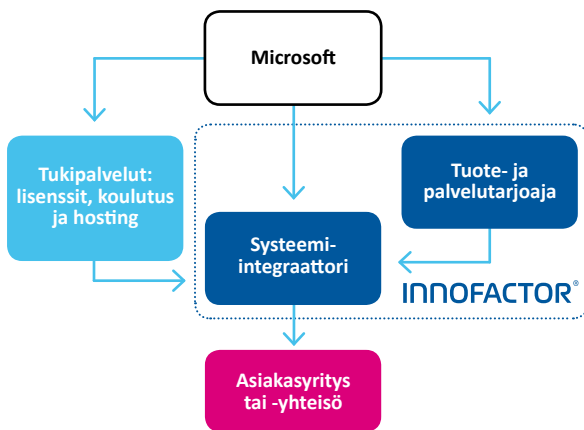 Microsoft
Tukipalvelut:
lisenssit, koulutus
ja hosting
Tuote- ja
palvelutarjoaja
Systeemi-
integraattori
INNOFACTOR®
Asiakasyritys
tai -yhteisö